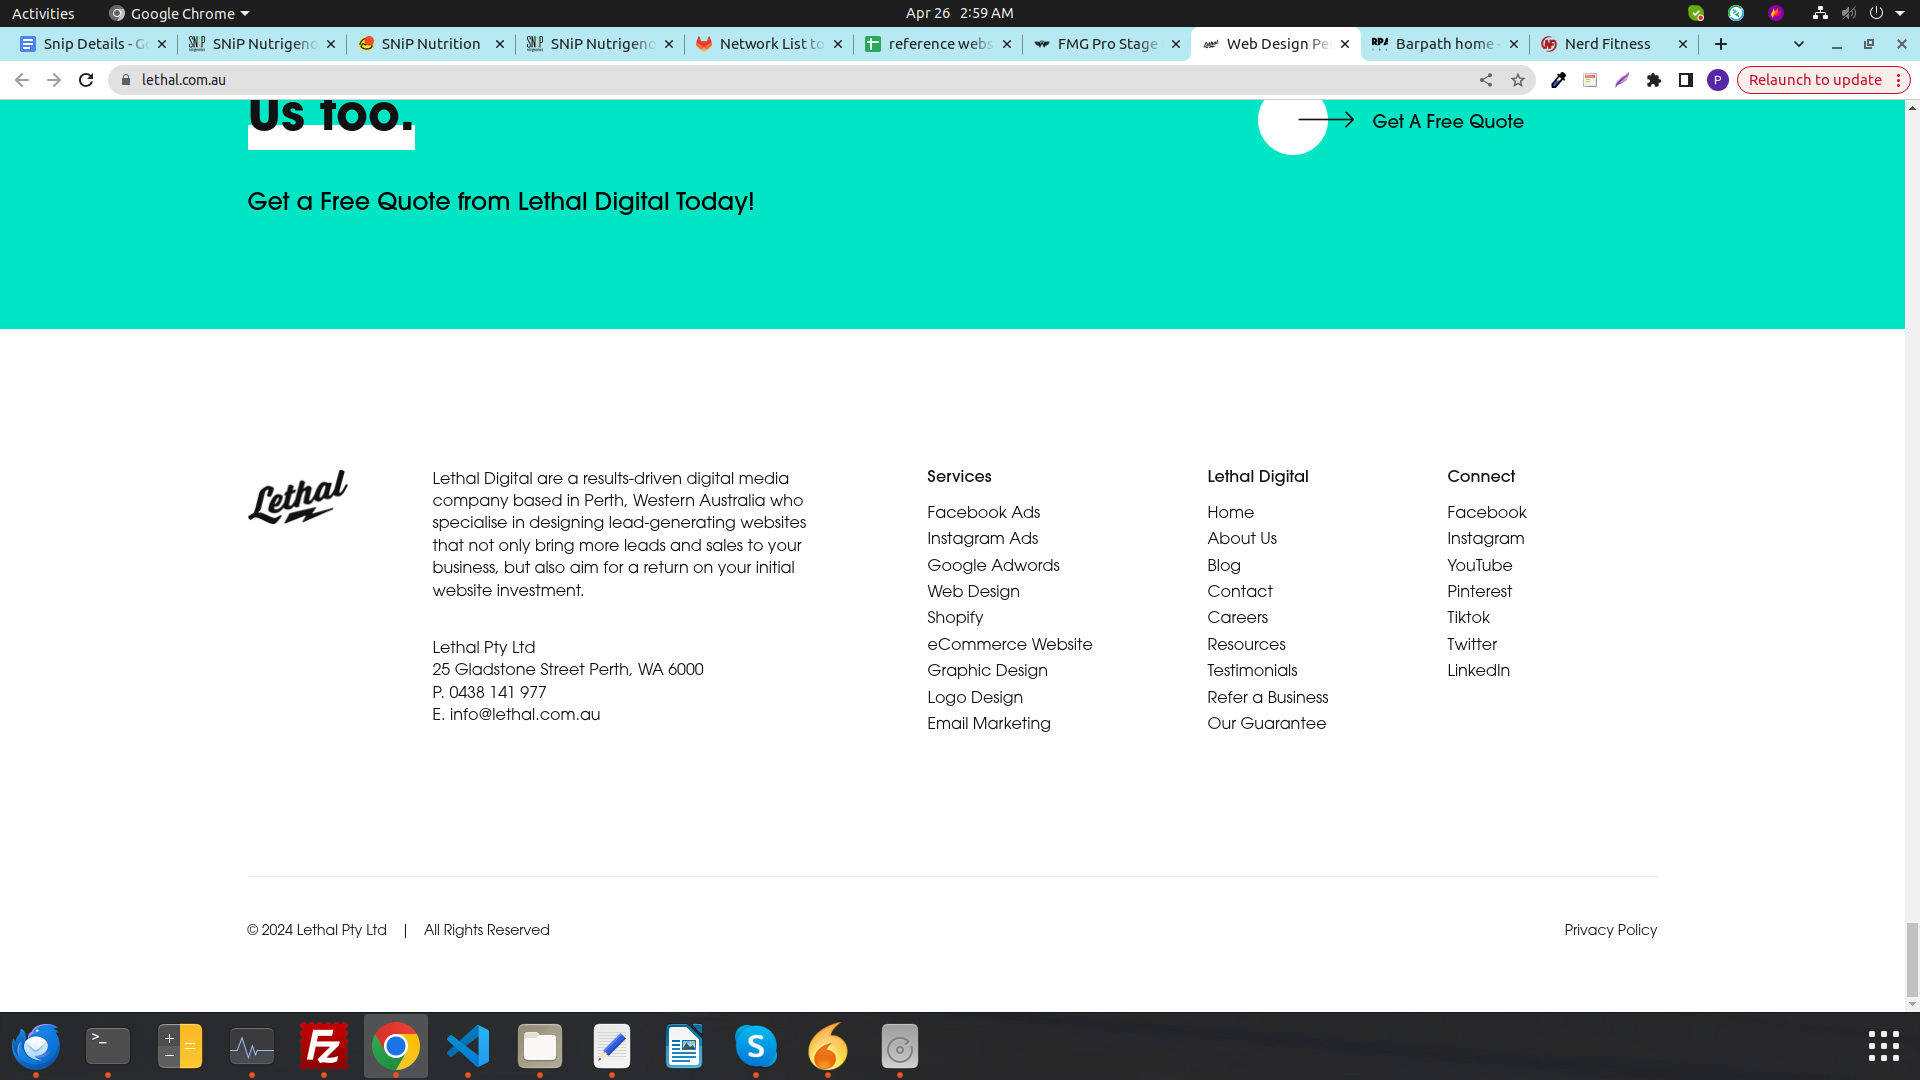 Activities
Google Chrome
Apr 26 2:59 AM
Snip Details - G
SNiP Nutrigeno
SNiP Nutrition
SNiP Nutrigeno
Network List to
reference webs
FMG Pro Stage
Web Design Pe
Barpath home
Nerd Fitness
lethal.com.au
P
Relaunch to update
Us too.
Get A Free Quote
Get a Free Quote from Lethal Digital Today!
Lethal
Lethal Digital are a results-driven digital media
company based in Perth, Western Australia who
specialise in designing lead-generating websites
that not only bring more leads and sales to your
business, but also aim for a return on your initial
website investment.
Lethal Pty Ltd
25 Gladstone Street Perth, WA 6000
P. 0438 141 977
E. info@lethal.com.au
Services
Facebook Ads
Instagram Ads
Google Adwords
Web Design
Shopify
eCommerce Website
Graphic Design
Logo Design
Email Marketing
Lethal Digital
Home
About Us
Blog
Contact
Careers
Resources
Testimonials
Refer a Business
Our Guarantee
Connect
Facebook
Instagram
YouTube
Pinterest
Tiktok
Twitter
LinkedIn
© 2024 Lethal Pty Ltd | All Rights Reserved
Privacy Policy